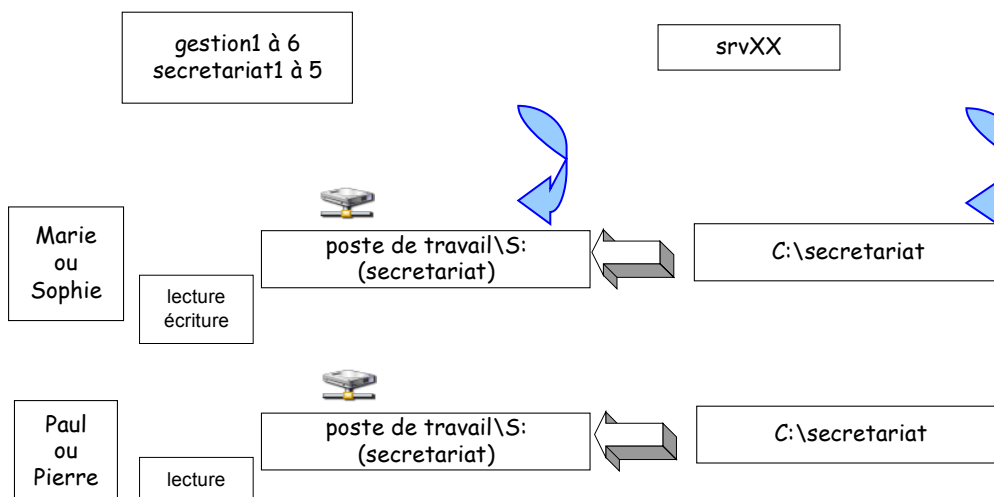 gestion1 à 6
secretariat1 à 5
srvXX
Marie
ou
Sophie
lecture
écriture
poste de travail\S:
(secretariat)
C:\secretariat
Paul
ou
Pierre
lecture
poste de travail\S:
(secretariat)
C:\secretariat